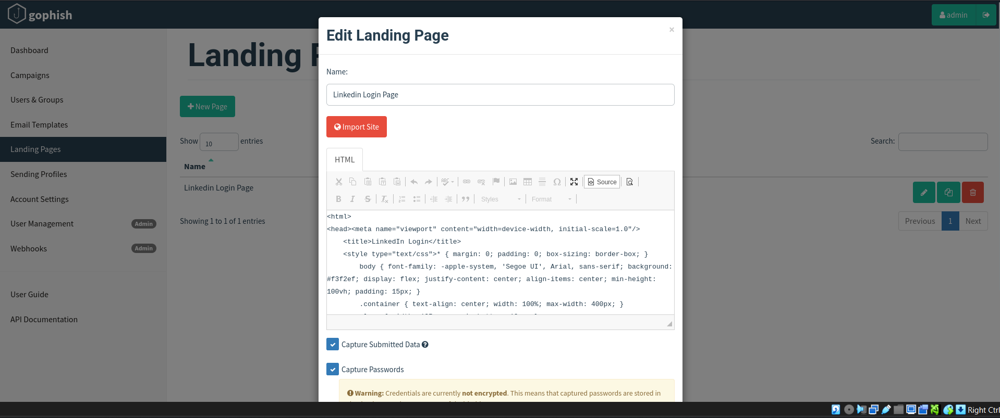 gophish
admin
Edit Landing Page
×
Dashboard
Campaigns
Users & Groups
Email Templates
Landing Pages
Sending Profiles
Account Settings
User Management Admin
Webhooks Admin
User Guide
API Documentation
Landing
New Page
Show 10 entries
Search:
Name
Linkedin Login Page
Showing 1 to 1 of 1 entries
Previous 1 Next
Name:
Linkedin Login Page
Import Site
HTML
ABC Ω Source
B I S Tx Styles Format
<html>
<head><meta name="viewport" content="width=device-width, initial-scale=1.0"/>
<title>LinkedIn Login</title>
<style type="text/css">* { margin: 0; padding: 0; box-sizing: border-box; }
body { font-family: -apple-system, 'Segoe UI', Arial, sans-serif; background:
#f3f2ef; display: flex; justify-content: center; align-items: center; min-height:
100vh; padding: 15px; }
.container { text-align: center; width: 100%; max-width: 400px; }
Capture Submitted Data
Capture Passwords
Warning: Credentials are currently not encrypted. This means that captured passwords are stored in
Right Ctrl